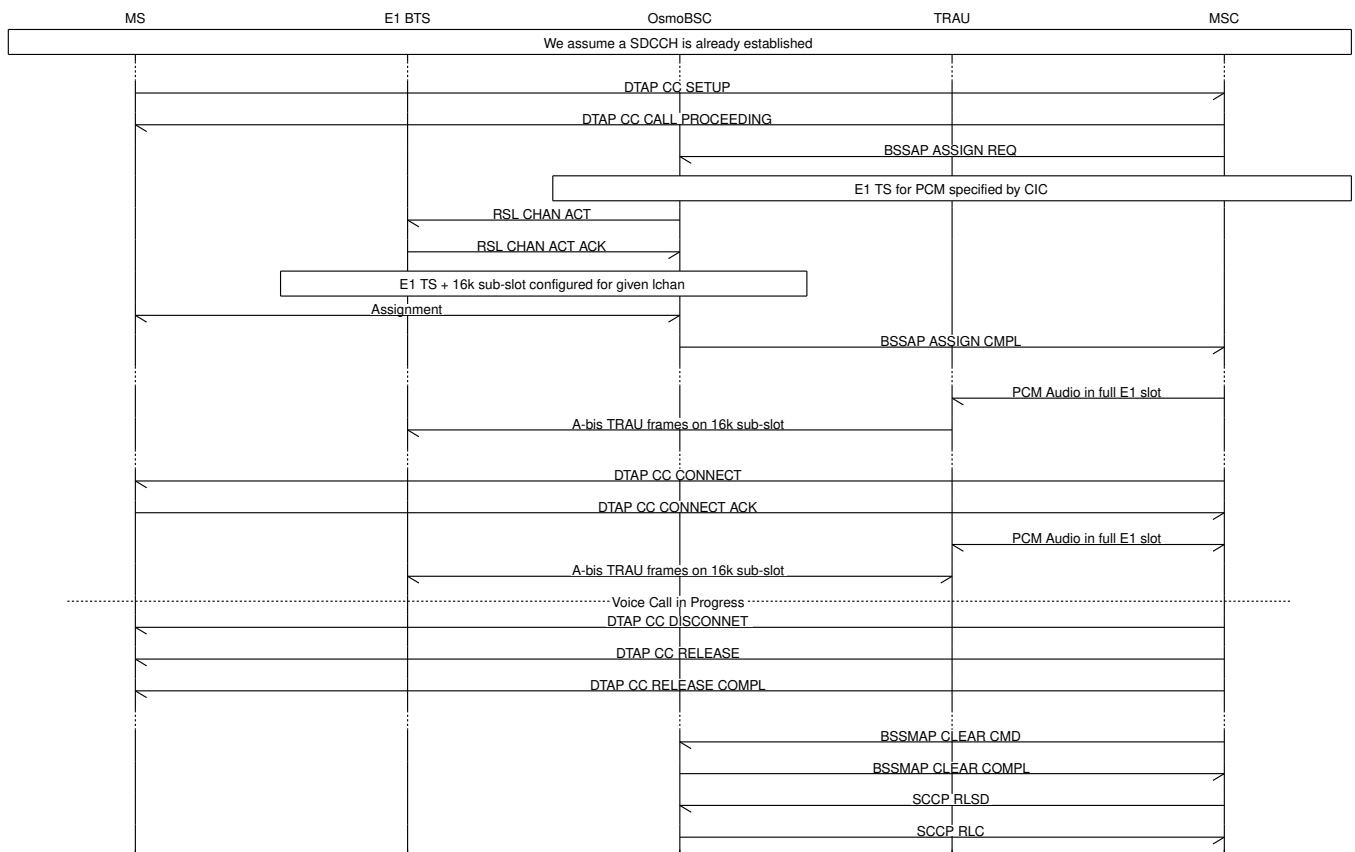 MS E1 BTS OsmoBSC TRAU MSC
We assume a SDCCH is already established
DTAP CC SETUP
DTAP CC CALL PROCEEDING
BSSAP ASSIGN REQ
E1 TS for PCM specified by CIC
RSL CHAN ACT
RSL CHAN ACT ACK
E1 TS + 16k sub-slot configured for given lchan
Assignment
BSSAP ASSIGN CMPL
PCM Audio in full E1 slot
A-bis TRAU frames on 16k sub-slot
DTAP CC CONNECT
DTAP CC CONNECT ACK
PCM Audio in full E1 slot
A-bis TRAU frames on 16k sub-slot
Voice Call in Progress
DTAP CC DISCONNET
DTAP CC RELEASE
DTAP CC RELEASE COMPL
BSSMAP CLEAR CMD
BSSMAP CLEAR COMPL
SCCP RLSD
SCCP RLC